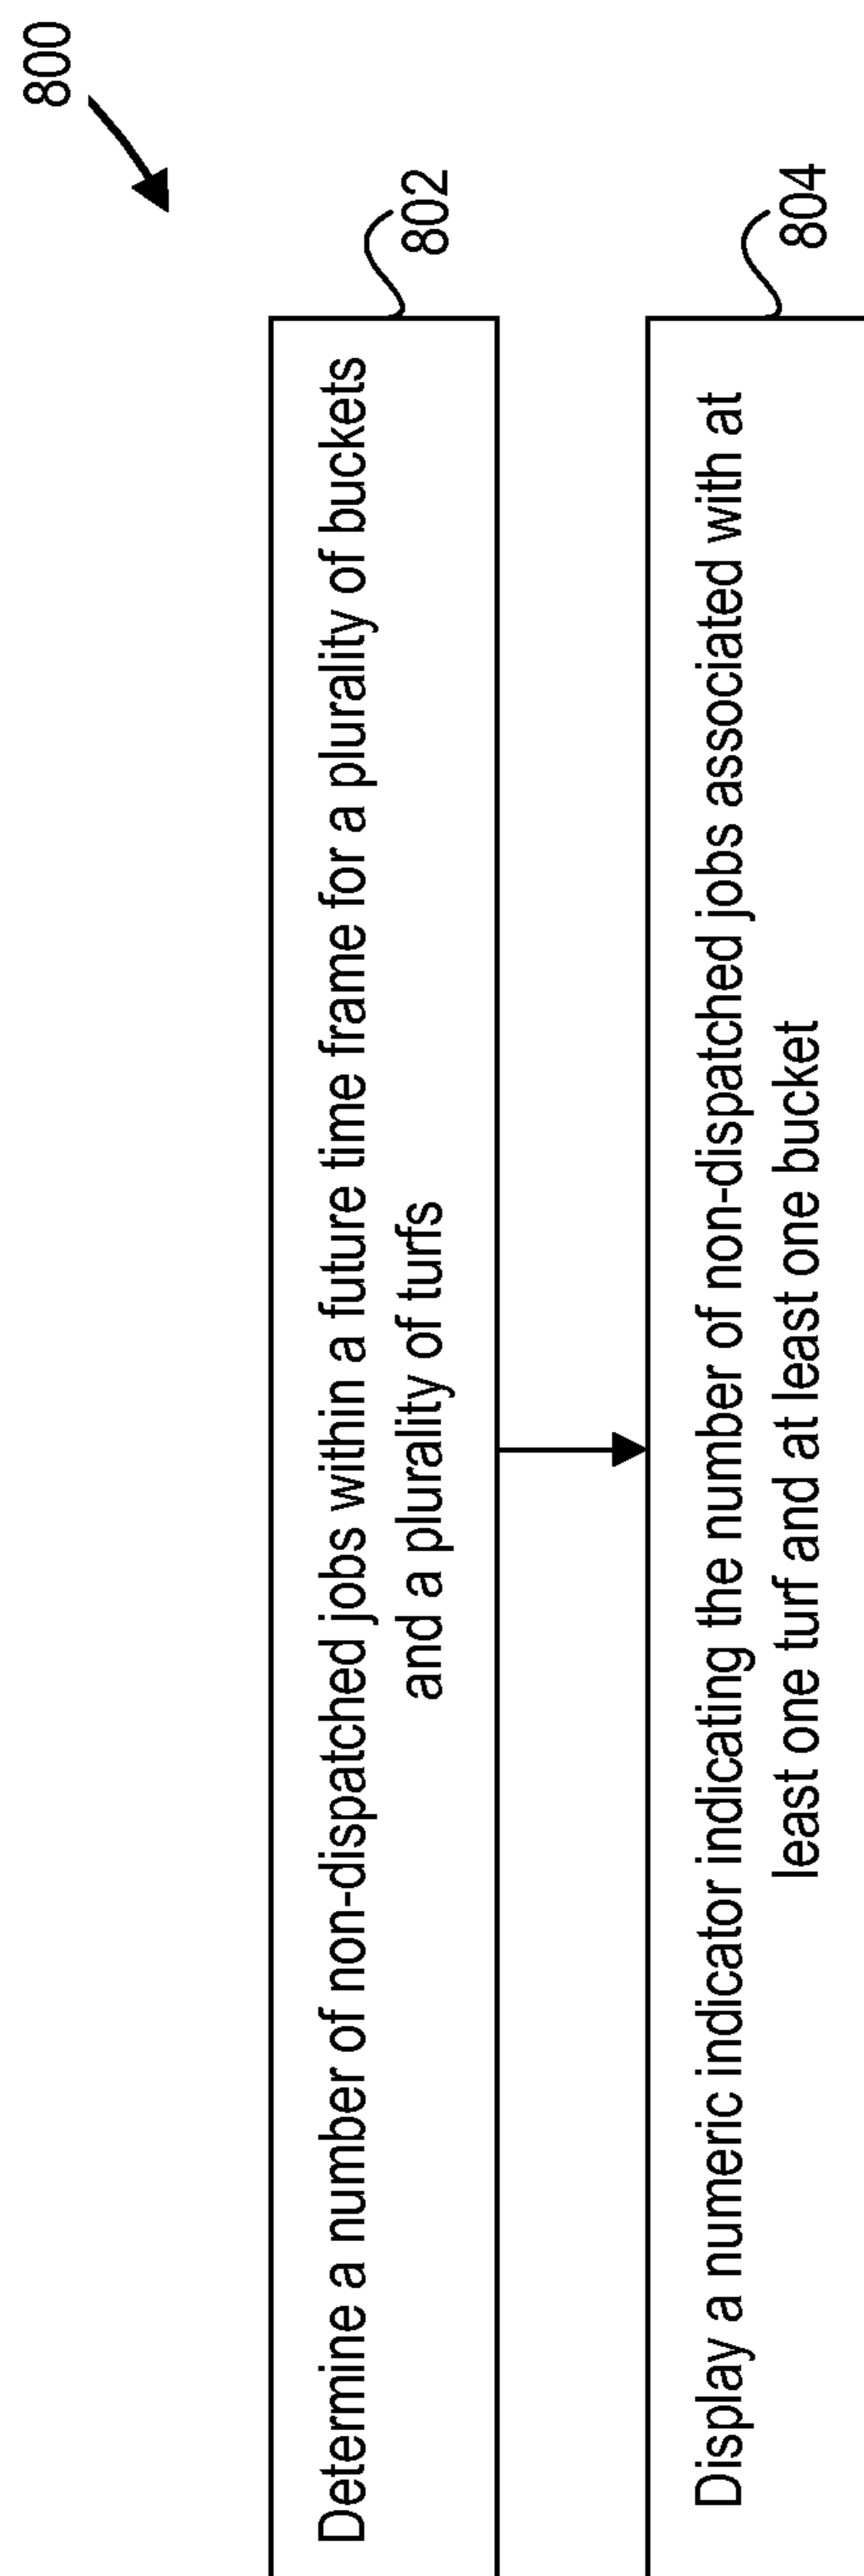 800
Determine a number of non-dispatched jobs within a future time frame for a plurality of buckets
and a plurality of turfs
802
Display a numeric indicator indicating the number of non-dispatched jobs associated with at
least one turf and at least one bucket
804